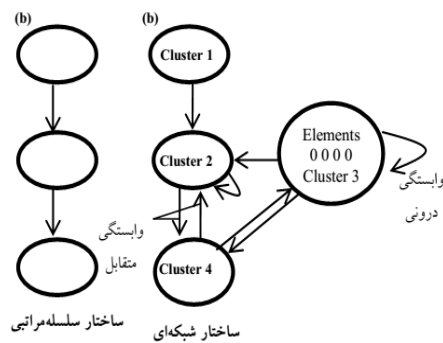 (b)
(b)
Cluster 1
Cluster 2
Elements
0 0 0 0
Cluster 3
وابستگی
درونی
وابستگی
متقابل
Cluster 4
ساختار سلسله‌مراتبی
ساختار شبکه‌ای